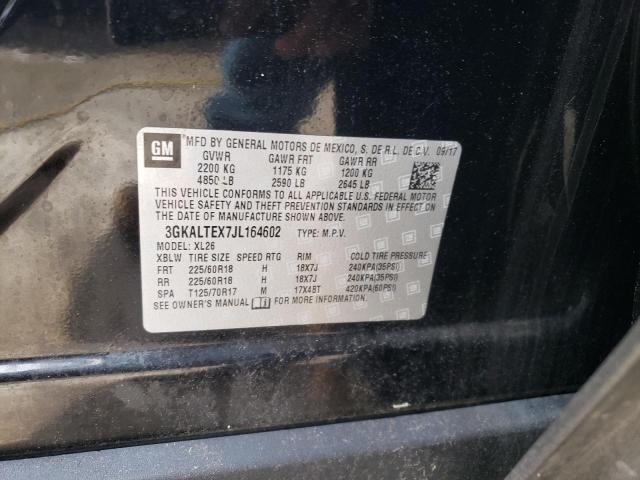 GM
MFD BY GENERAL MOTORS DE MEXICO, S. DE R.L. DE C.V. 09/17
GVWR GAWR FRT GAWR RR
2200 KG 1175 KG 1200 KG
4850 LB 2590 LB 2645 LB
THIS VEHICLE CONFORMS TO ALL APPLICABLE U.S. FEDERAL MOTOR
VEHICLE SAFETY AND THEFT PREVENTION STANDARDS IN EFFECT ON
THE DATE OF MANUFACTURE SHOWN ABOVE.
3GKALTEX7JL164602 TYPE: M.P.V.
MODEL: XL26
XBLW TIRE SIZE SPEED RTG RIM COLD TIRE PRESSURE
FRT 225/60R18 H 18X7J 240KPA(35PSI)
RR 225/60R18 H 18X7J 240KPA(35PSI)
SPA T125/70R17 M 17X4BT 420KPA(60PSI)
SEE OWNER'S MANUAL FOR MORE INFORMATION.